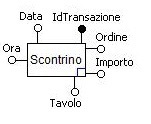 Data
IdTransazione
Ordine
Ora
Scontrino
Importo
Tavolo